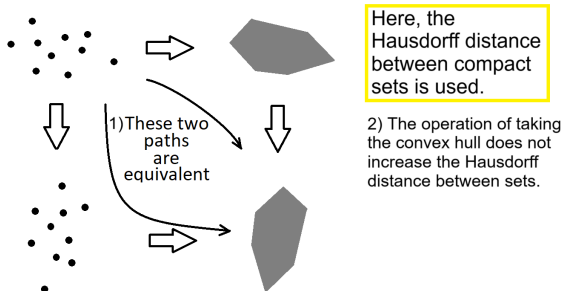 Here, the
Hausdorff distance
between compact
sets is used.
1)These two
paths
are
equivalent
2) The operation of taking
the convex hull does not
increase the Hausdorff
distance between sets.